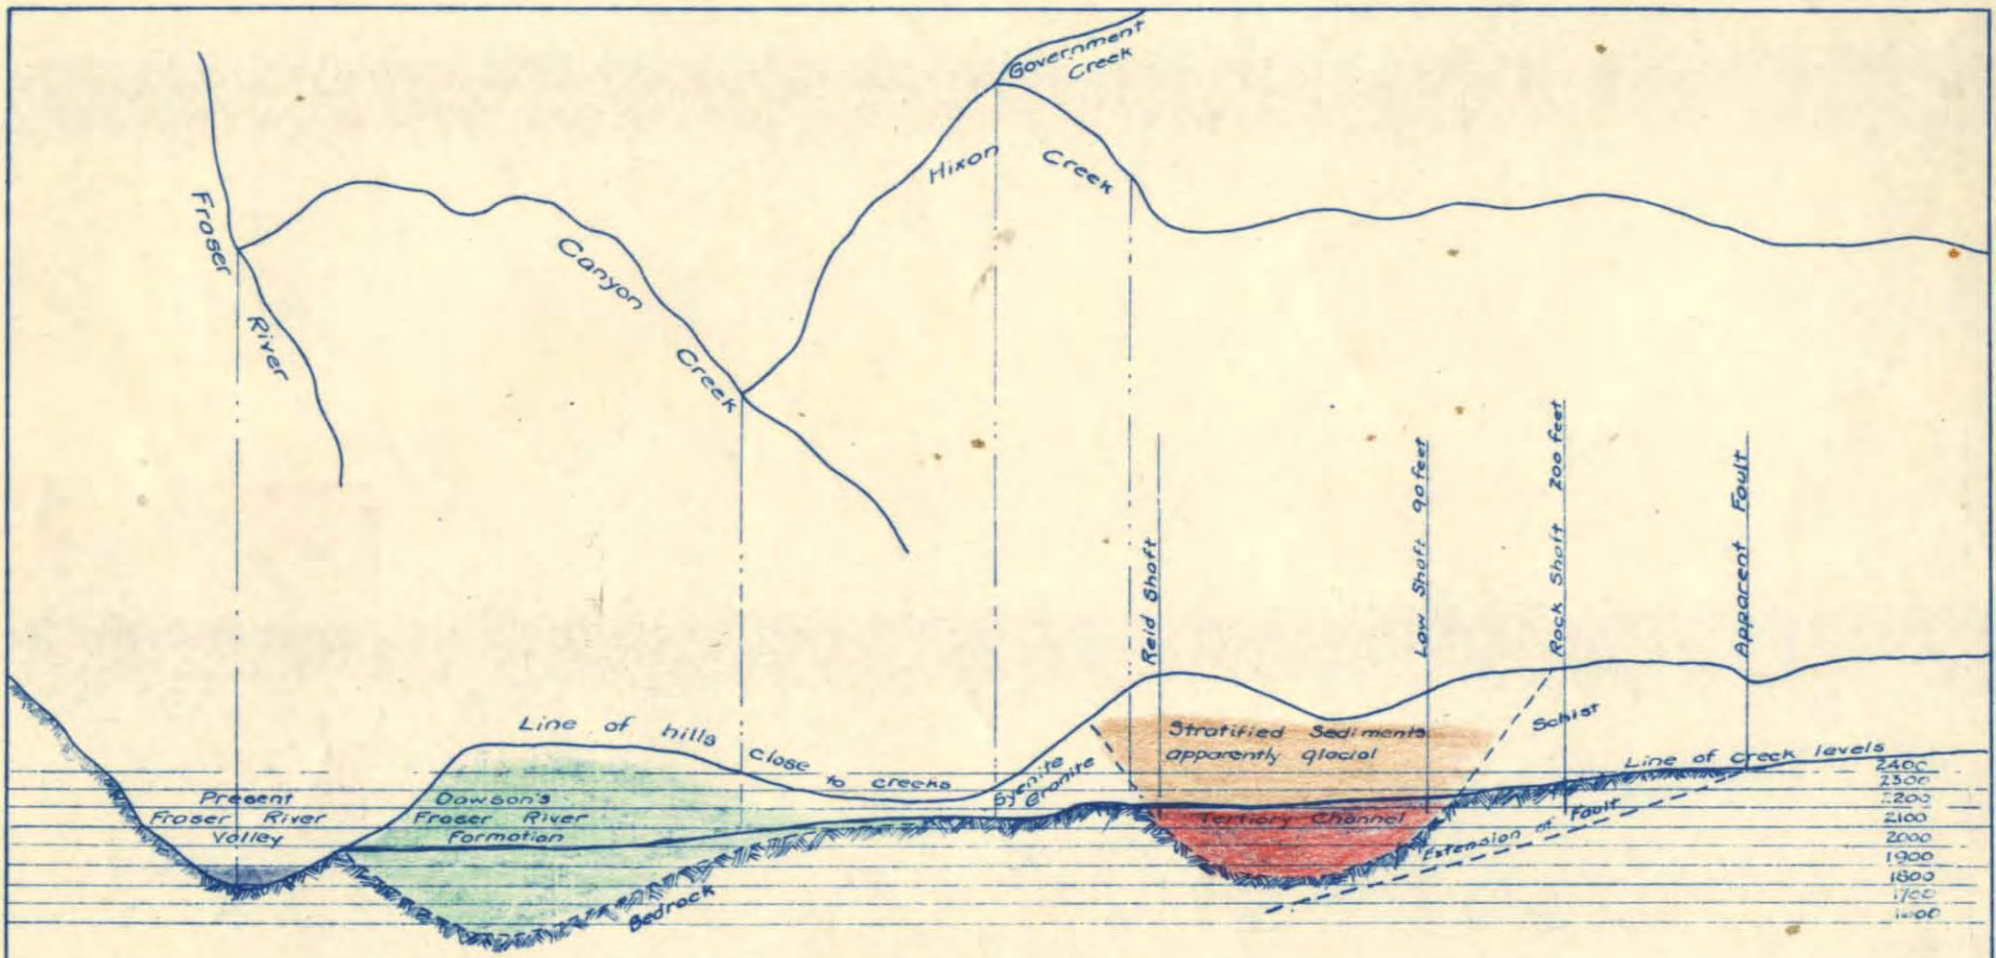 Government
Creek
Hixon Creek
Fraser River
Canyon Creek
Reid Shaft
Low Shaft 90 feet
Rock Shaft 200 feet
Apparent Fault
Line of hills close to creeks
Syenite
Granite
Stratified Sediments
apparently glacial
Schist
Line of creek levels
Present
Fraser River
Valley
Dawson's
Fraser River
Formation
Tertiary Channel
Extension of Fault
Bedrock
2400
2300
2200
2100
2000
1900
1800
1700
1600